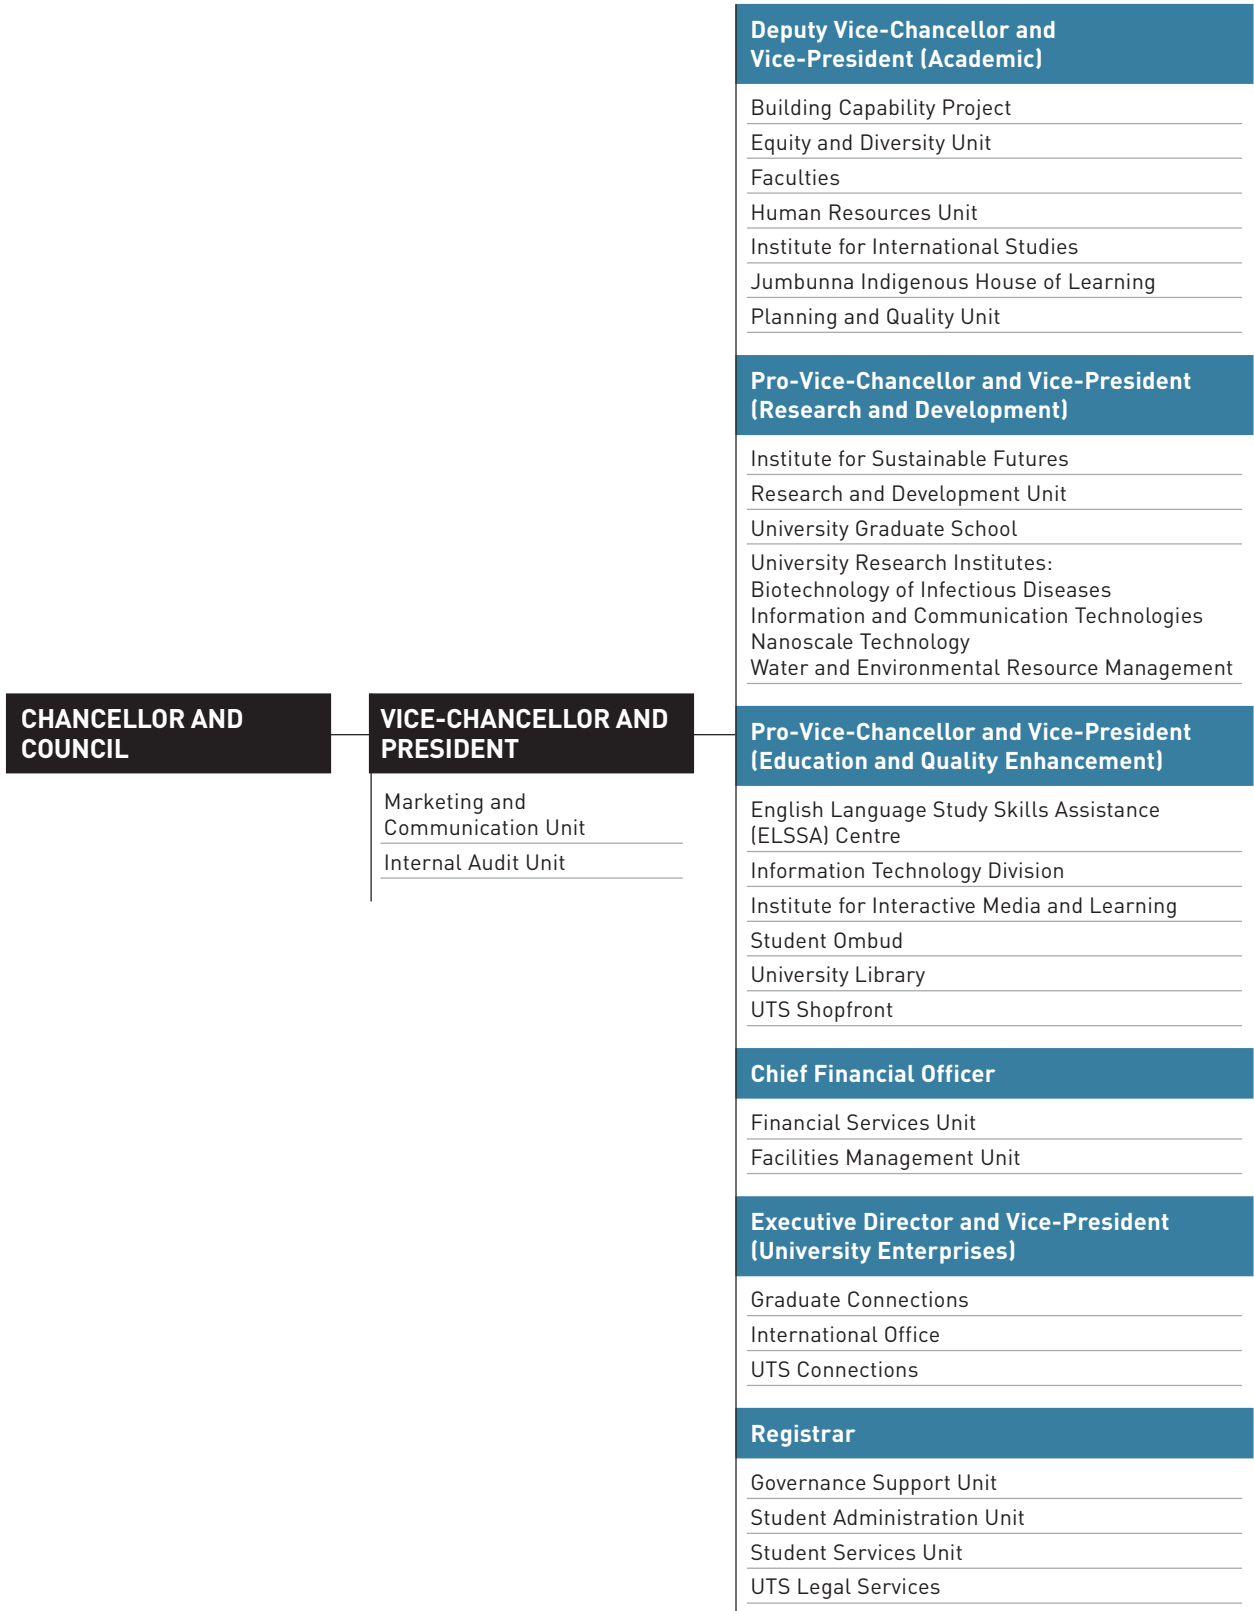 CHANCELLOR AND
COUNCIL
VICE-CHANCELLOR AND
PRESIDENT
Marketing and
Communication Unit
Internal Audit Unit
Deputy Vice-Chancellor and
Vice-President (Academic)
Building Capability Project
Equity and Diversity Unit
Faculties
Human Resources Unit
Institute for International Studies
Jumbunna Indigenous House of Learning
Planning and Quality Unit
Pro-Vice-Chancellor and Vice-President
(Research and Development)
Institute for Sustainable Futures
Research and Development Unit
University Graduate School
University Research Institutes:
Biotechnology of Infectious Diseases
Information and Communication Technologies
Nanoscale Technology
Water and Environmental Resource Management
Pro-Vice-Chancellor and Vice-President
(Education and Quality Enhancement)
English Language Study Skills Assistance
(ELSSA) Centre
Information Technology Division
Institute for Interactive Media and Learning
Student Ombud
University Library
UTS Shopfront
Chief Financial Officer
Financial Services Unit
Facilities Management Unit
Executive Director and Vice-President
(University Enterprises)
Graduate Connections
International Office
UTS Connections
Registrar
Governance Support Unit
Student Administration Unit
Student Services Unit
UTS Legal Services